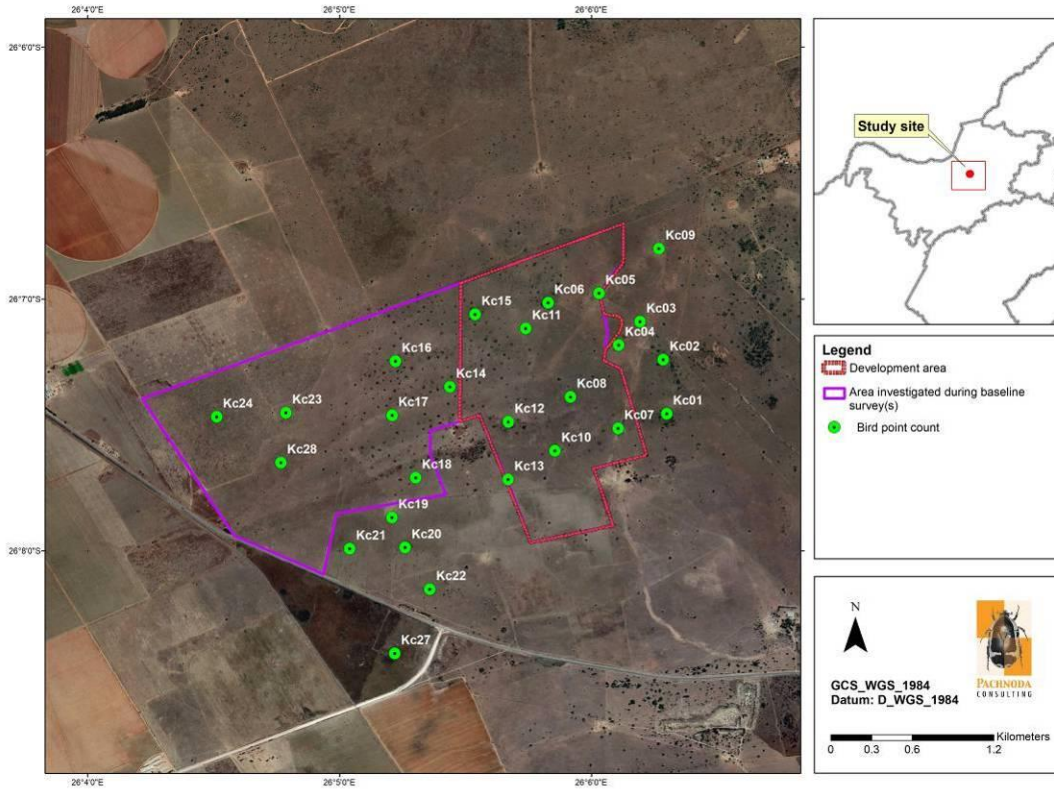 26°4'0"E
26°5'0"E
26°6'0"E
26°6'0"S
26°7'0"S
26°8'0"S
Kc09
Kc05
Kc06
Kc15
Kc03
Kc11
Kc04
Kc02
Kc16
Kc14
Kc08
Kc23
Kc24
Kc17
Kc12
Kc01
Kc07
Kc28
Kc10
Kc18
Kc13
Kc19
Kc21
Kc20
Kc22
Kc27
26°4'0"E
26°5'0"E
26°6'0"E
Study site
Legend
Development area
Area investigated during baseline
survey(s)
Bird point count
N
PACHNODA
CONSULTING
GCS_WGS_1984
Datum: D_WGS_1984
Kilometers
0 0.3 0.6 1.2